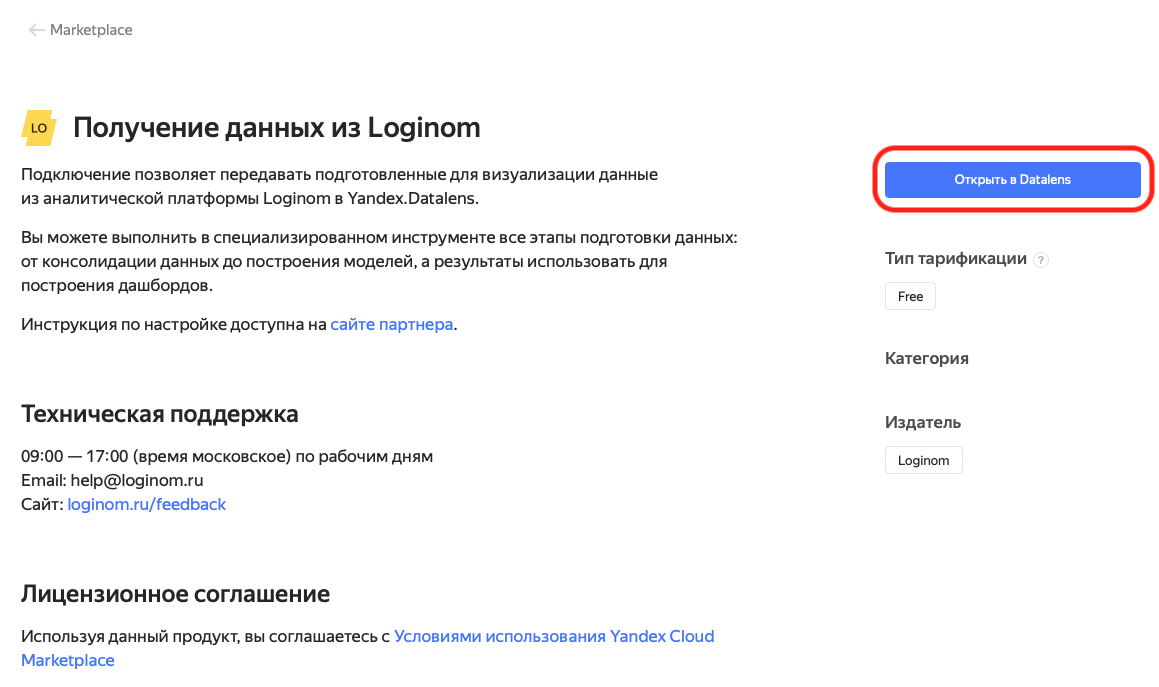 Marketplace
LO
Получение данных из Loginom
Подключение позволяет передавать подготовленные для визуализации данные
из аналитической платформы Loginom в Yandex.Datalens.
Вы можете выполнить в специализированном инструменте все этапы подготовки данных:
от консолидации данных до построения моделей, а результаты использовать для
построения дашбордов.
Инструкция по настройке доступна на сайте партнера.
Техническая поддержка
09:00 — 17:00 (время московское) по рабочим дням
Email: help@loginom.ru
Сайт: loginom.ru/feedback
Лицензионное соглашение
Используя данный продукт, вы соглашаетесь с Условиями использования Yandex Cloud
Marketplace
Открыть в Datalens
Тип тарификации ?
Free
Категория
Издатель
Loginom